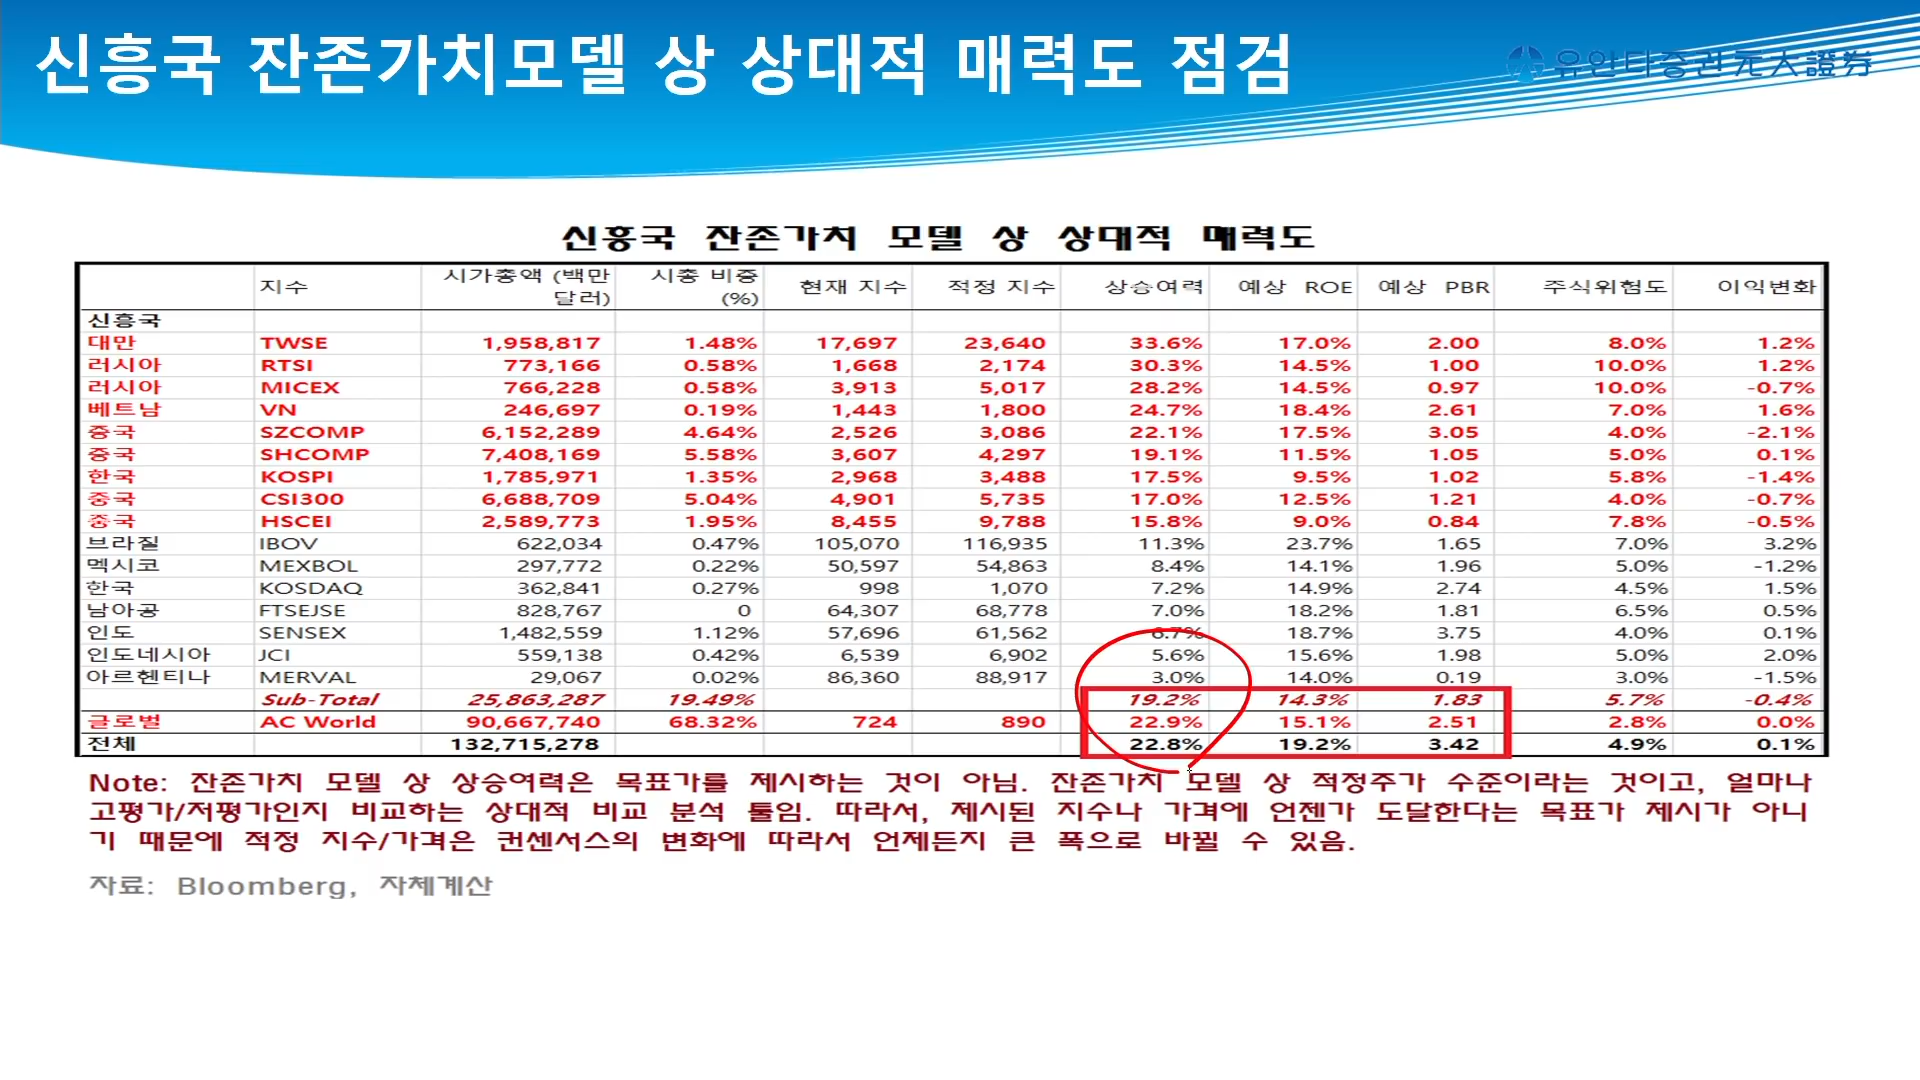 신흥국 잔존가치모델 상 상대적 매력도 점검
유안타증권 元大證券
신흥국 잔존가치 모델 상 상대적 매력도
지수 시가총액 (백만 달러) 시총 비중 (%) 현재 지수 적정 지수 상승여력 예상 ROE 예상 PBR 주식위험도 이익변화
신흥국
대만 TWSE 1,958,817 1.48% 17,697 23,640 33.6% 17.0% 2.00 8.0% 1.2%
러시아 RTSI 773,166 0.58% 1,668 2,174 30.3% 14.5% 1.00 10.0% 1.2%
러시아 MICEX 766,228 0.58% 3,913 5,017 28.2% 14.5% 0.97 10.0% -0.7%
베트남 VN 246,697 0.19% 1,443 1,800 24.7% 18.4% 2.61 7.0% 1.6%
중국 SZCOMP 6,152,289 4.64% 2,526 3,086 22.1% 17.5% 3.05 4.0% -2.1%
중국 SHCOMP 7,408,169 5.58% 3,607 4,297 19.1% 11.5% 1.05 5.0% 0.1%
한국 KOSPI 1,785,971 1.35% 2,968 3,488 17.5% 9.5% 1.02 5.8% -1.4%
중국 CSI300 6,688,709 5.04% 4,901 5,735 17.0% 12.5% 1.21 4.0% -0.7%
중국 HSCEI 2,589,773 1.95% 8,455 9,788 15.8% 9.0% 0.84 7.8% -0.5%
브라질 IBOV 622,034 0.47% 105,070 116,935 11.3% 23.7% 1.65 7.0% 3.2%
멕시코 MEXBOL 297,772 0.22% 50,597 54,863 8.4% 14.1% 1.96 5.0% -1.2%
한국 KOSDAQ 362,841 0.27% 998 1,070 7.2% 14.9% 2.74 4.5% 1.5%
남아공 FTSEJSE 828,767 0 64,307 68,778 7.0% 18.2% 1.81 6.5% 0.5%
인도 SENSEX 1,482,559 1.12% 57,696 61,562 6.7% 18.7% 3.75 4.0% 0.1%
인도네시아 JCI 559,138 0.42% 6,539 6,902 5.6% 15.6% 1.98 5.0% 2.0%
아르헨티나 MERVAL 29,067 0.02% 86,360 88,917 3.0% 14.0% 0.19 3.0% -1.5%
Sub-Total 25,863,287 19.49% 19.2% 14.3% 1.83 5.7% -0.4%
글로벌 AC World 90,667,740 68.32% 724 890 22.9% 15.1% 2.51 2.8% 0.0%
전체 132,715,278 22.8% 19.2% 3.42 4.9% 0.1%
Note: 잔존가치 모델 상 상승여력은 목표가를 제시하는 것이 아님. 잔존가치 모델 상 적정주가 수준이라는 것이고, 얼마나
고평가/저평가인지 비교하는 상대적 비교 분석 툴임. 따라서, 제시된 지수나 가격에 언젠가 도달한다는 목표가 제시가 아니
기 때문에 적정 지수/가격은 컨센서스의 변화에 따라서 언제든지 큰 폭으로 바뀔 수 있음.
자료: Bloomberg, 자체계산